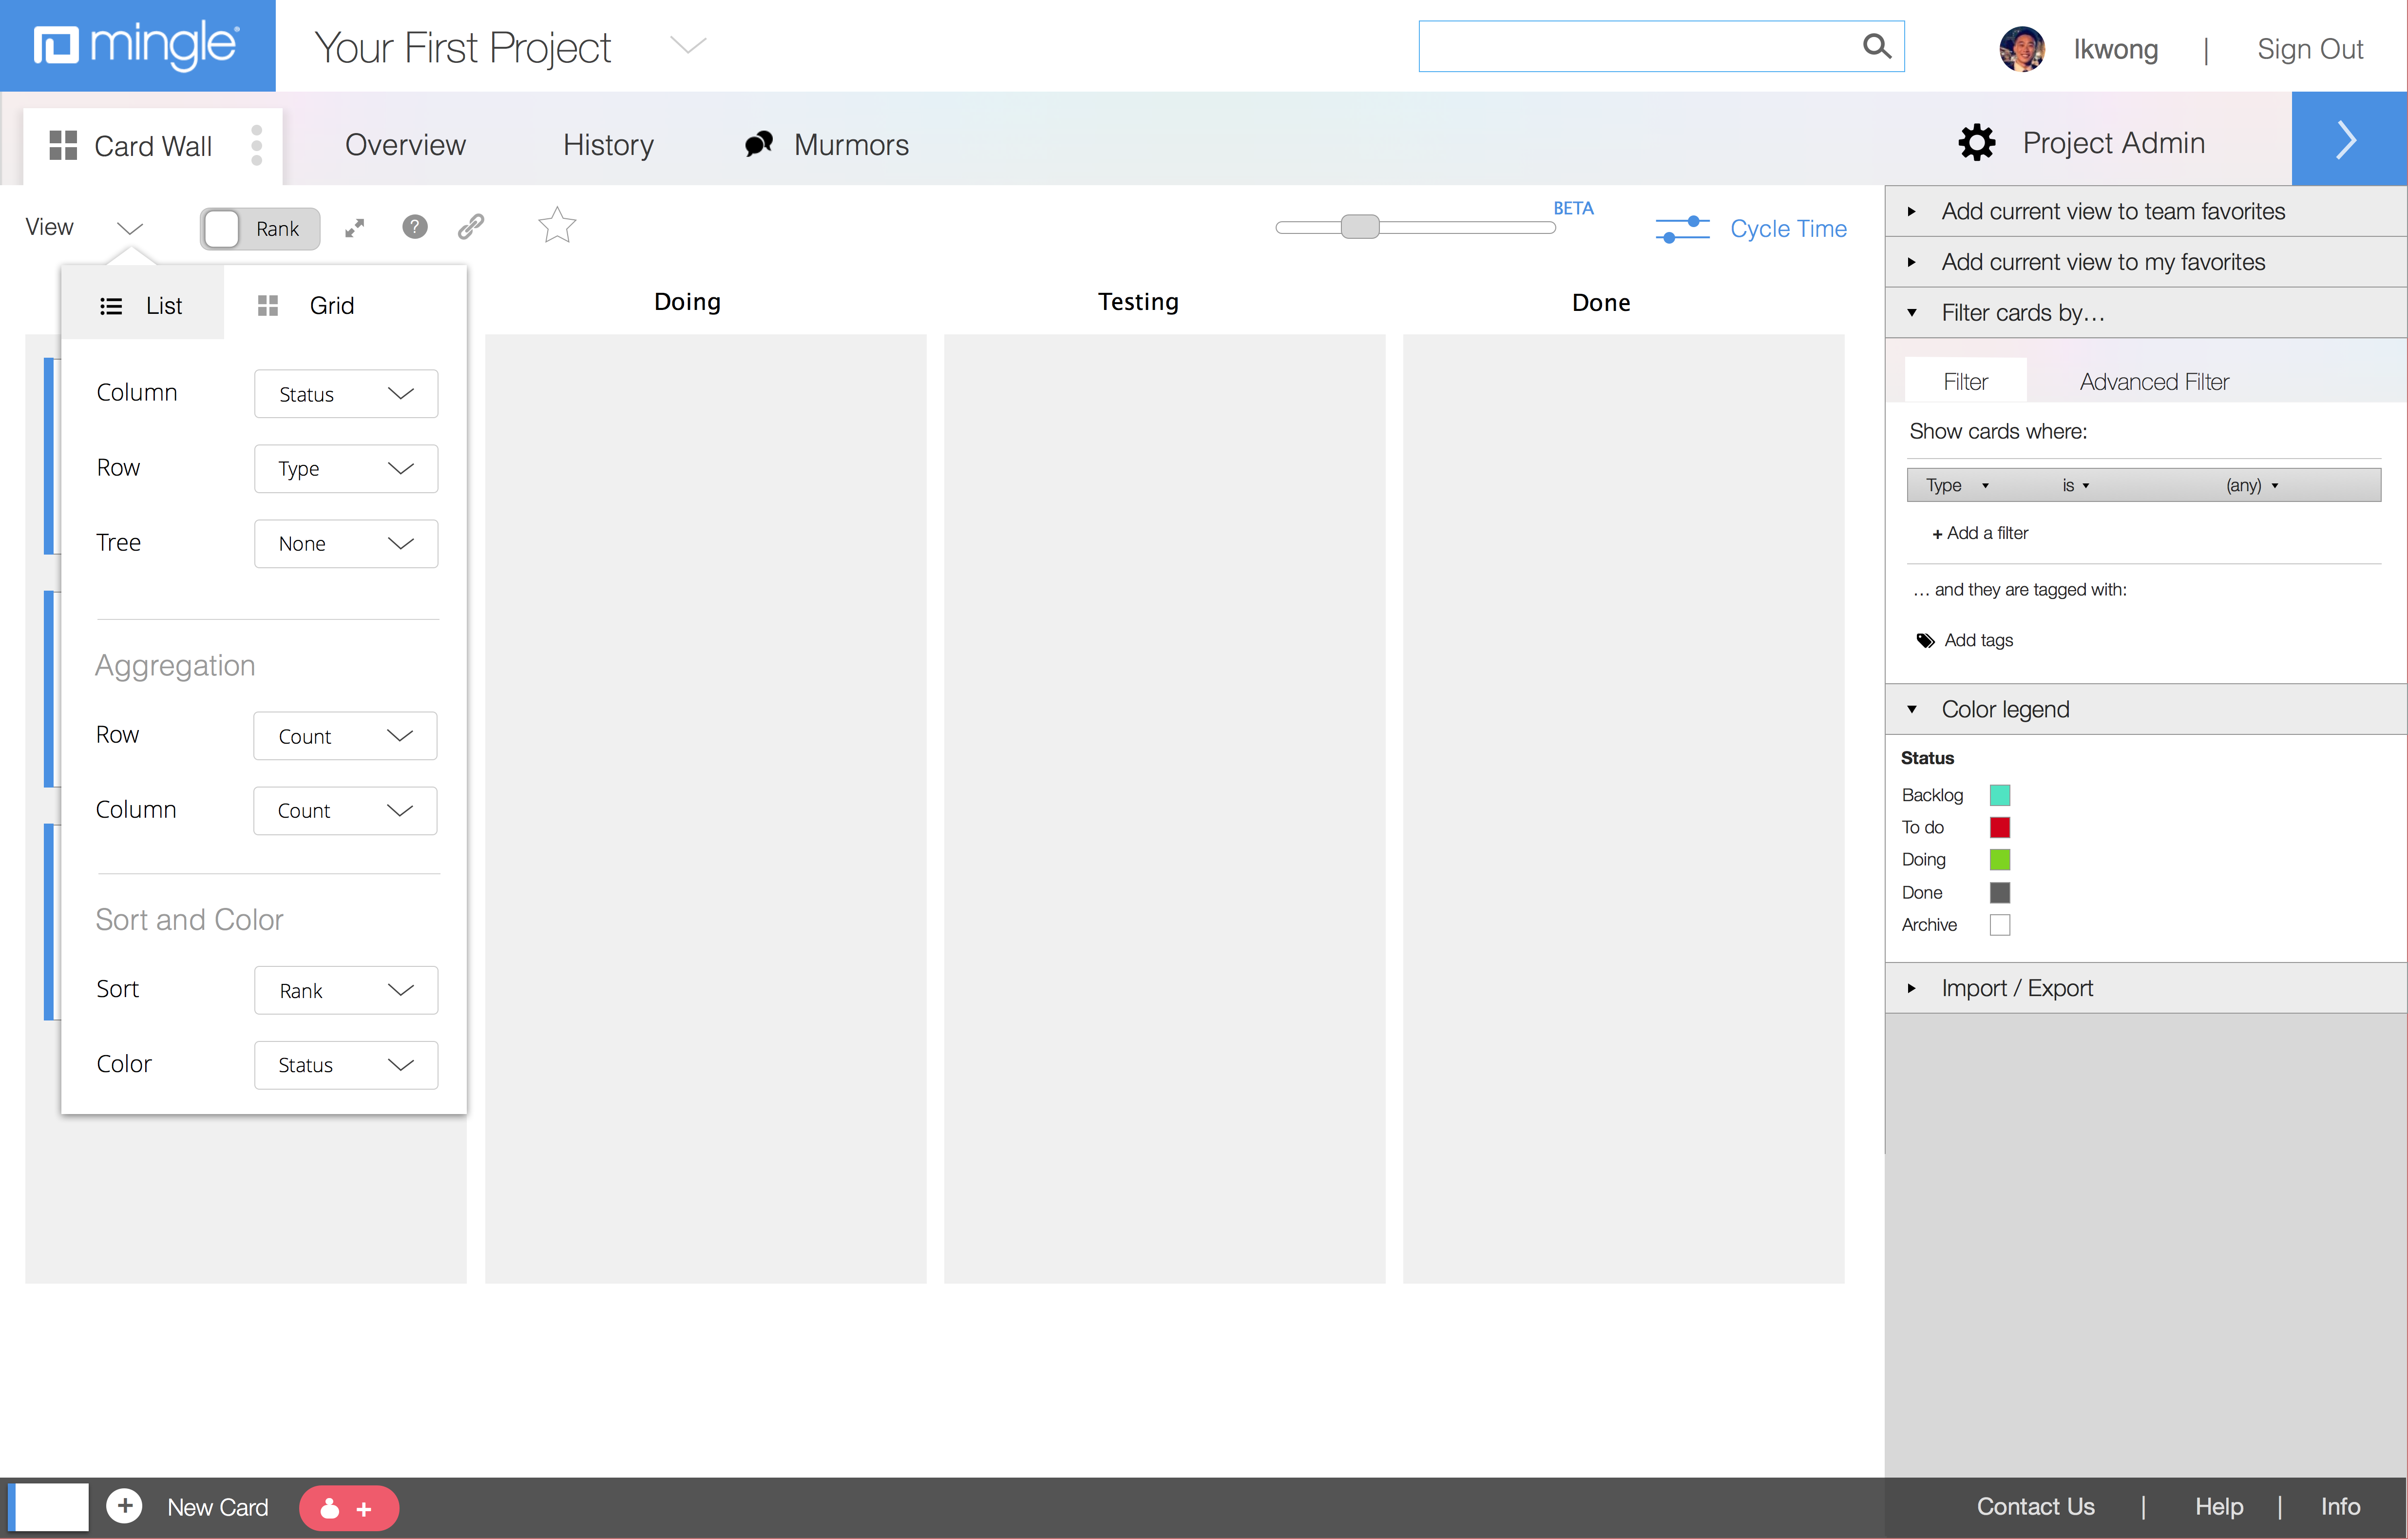 mingle
Your First Project
lkwong | Sign Out
Card Wall
Overview
History
Murmors
Project Admin
View
Rank
?
BETA
Cycle Time
List
Grid
Column
Status
Row
Type
Tree
None
Aggregation
Row
Count
Column
Count
Sort and Color
Sort
Rank
Color
Status
Doing
Testing
Done
Add current view to team favorites
Add current view to my favorites
Filter cards by...
Filter
Advanced Filter
Show cards where:
Type is (any)
+ Add a filter
... and they are tagged with:
Add tags
Color legend
Status
Backlog
To do
Doing
Done
Archive
Import / Export
+ New Card
+
Contact Us | Help | Info